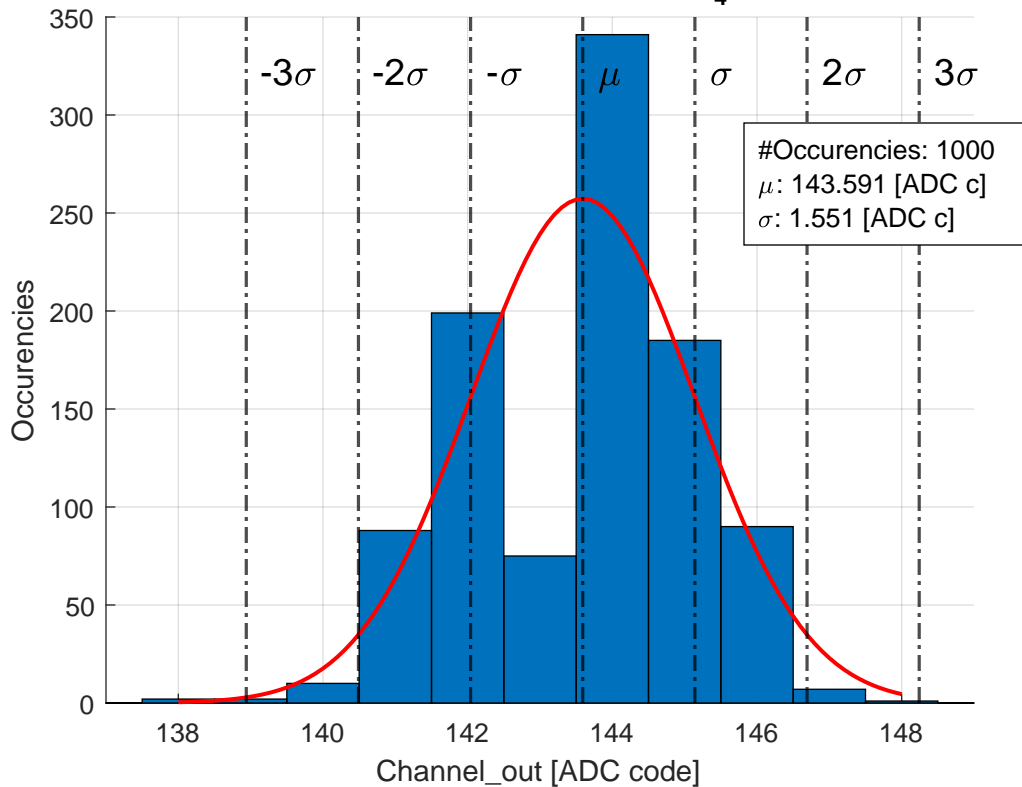 4
350
300
250
200
150
100
50
0
-3σ
-2σ
-σ
μ
σ
2σ
3σ
#Occurencies: 1000
μ: 143.591 [ADC c]
σ: 1.551 [ADC c]
Occurencies
138
140
142
144
146
148
Channel_out [ADC code]